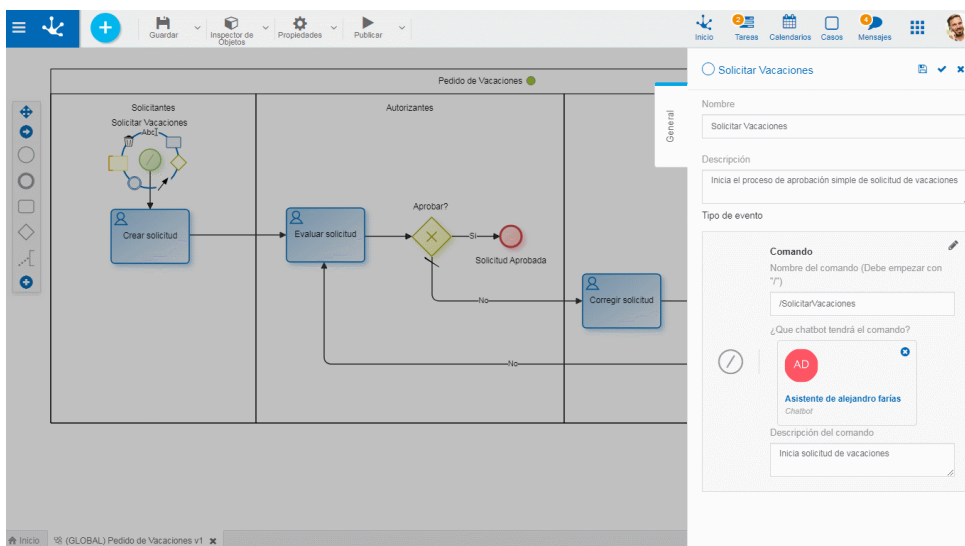 Guardar
Inspector de
Objetos
Propiedades
Publicar
Inicio
2
Tareas
Calendarios
Casos
4
Mensajes
Pedido de Vacaciones
Solicitantes
Autorizantes
Solicitar Vacaciones
Abc
Crear solicitud
Evaluar solicitud
Aprobar?
Si
Solicitud Aprobada
No
Corregir solicitud
No
General
Solicitar Vacaciones
Nombre
Solicitar Vacaciones
Descripción
Inicia el proceso de aprobación simple de solicitud de vacaciones
Tipo de evento
Comando
Nombre del comando (Debe empezar con
"/")
/SolicitarVacaciones
¿Que chatbot tendrá el comando?
AD
Asistente de alejandro farías
Chatbot
Descripción del comando
Inicia solicitud de vacaciones
Inicio
(GLOBAL) Pedido de Vacaciones v1